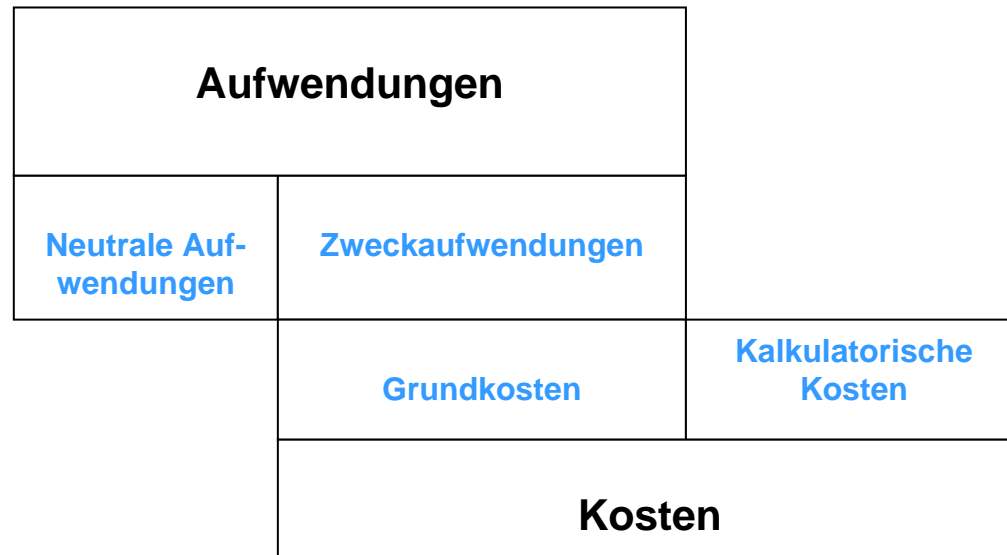 Aufwendungen
Neutrale Auf-
wendungen
Zweckaufwendungen
Grundkosten
Kalkulatorische
Kosten
Kosten